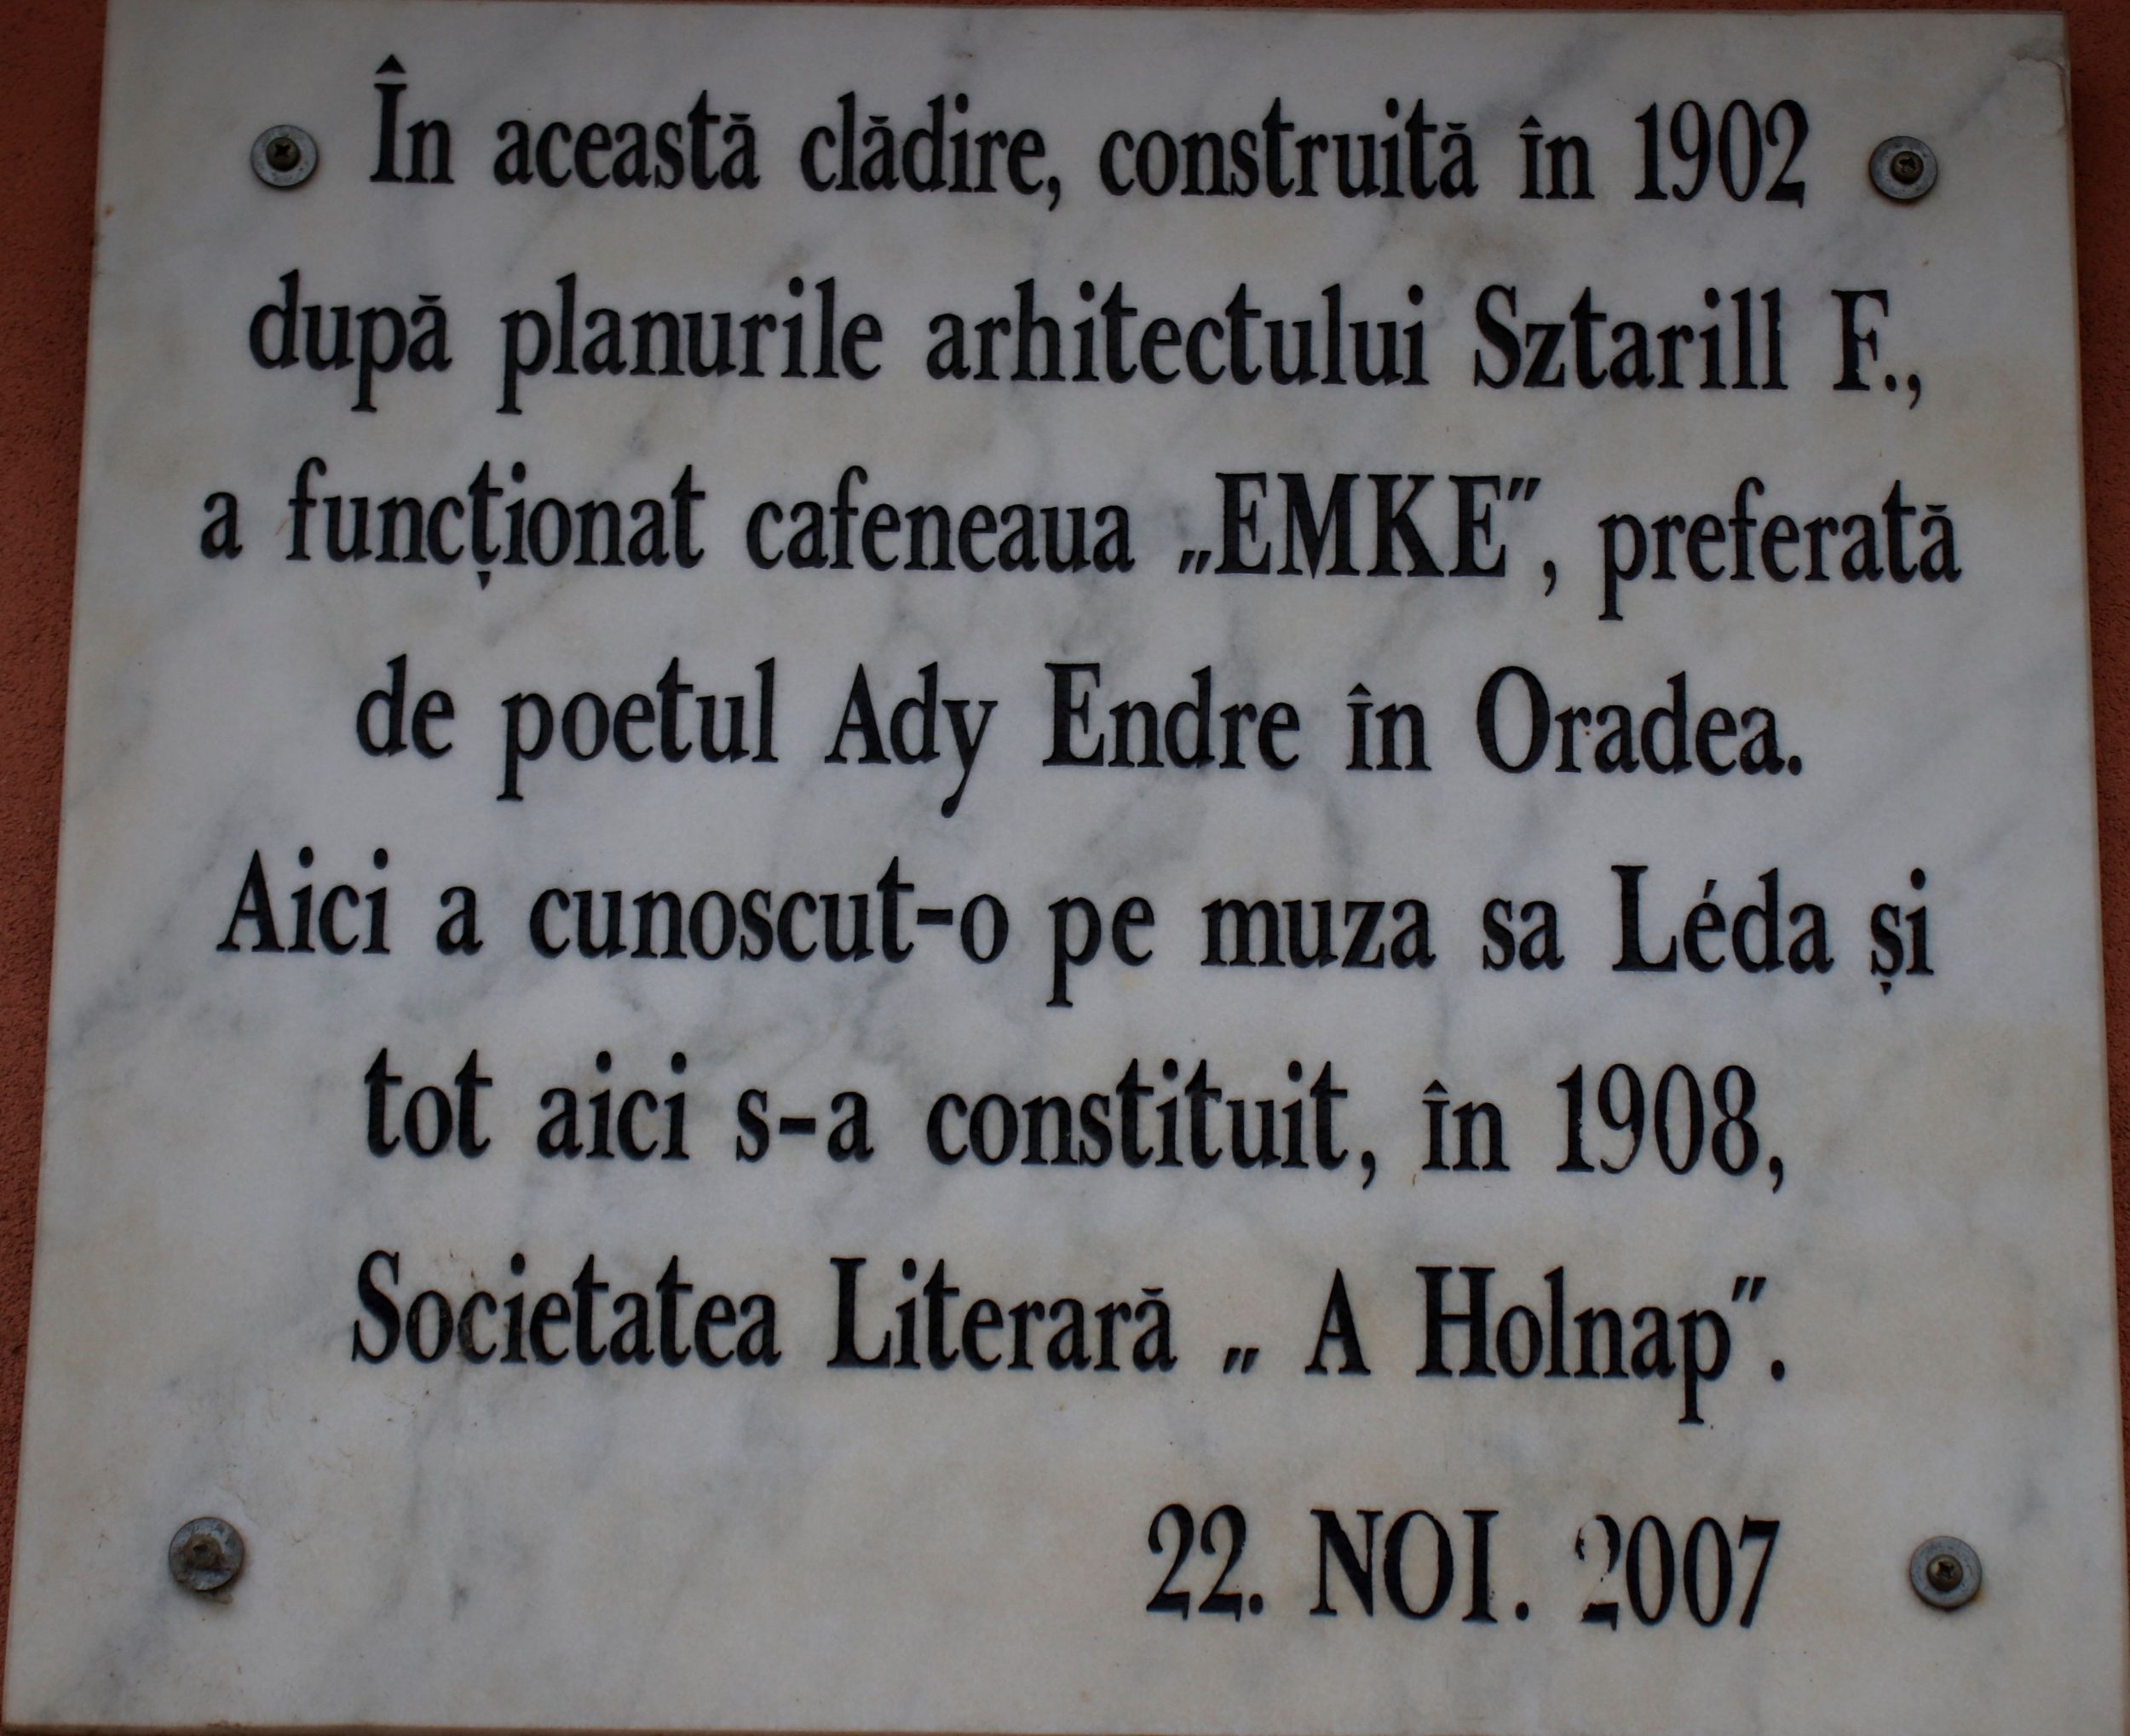 În această clădire, construită în 1902
după planurile arhitectului Sztarill F.,
a funcționat cafeneaua „EMKE”, preferată
de poetul Ady Endre în Oradea.
Aici a cunoscut-o pe muza sa Léda și
tot aici s-a constituit, în 1908,
Societatea Literară „ A Holnap”.
22. NOI. 2007